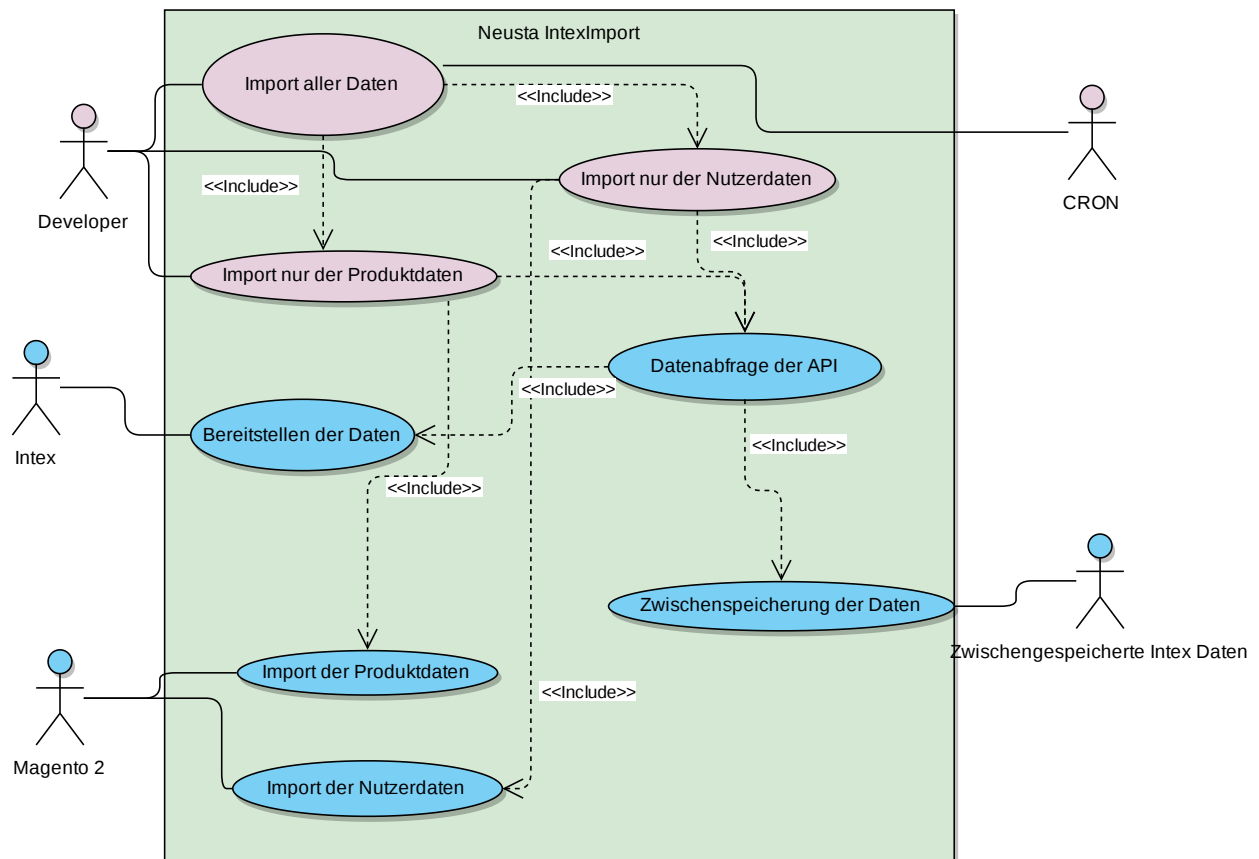 Neusta IntexImport
Import aller Daten
<<Include>>
Import nur der Nutzerdaten
<<Include>>
Developer
CRON
<<Include>>
<<Include>>
Import nur der Produktdaten
Datenabfrage der API
<<Include>>
Bereitstellen der Daten
Intex
<<Include>>
<<Include>>
Zwischenspeicherung der Daten
Zwischengespeicherte Intex Daten
Import der Produktdaten
<<Include>>
Magento 2
Import der Nutzerdaten